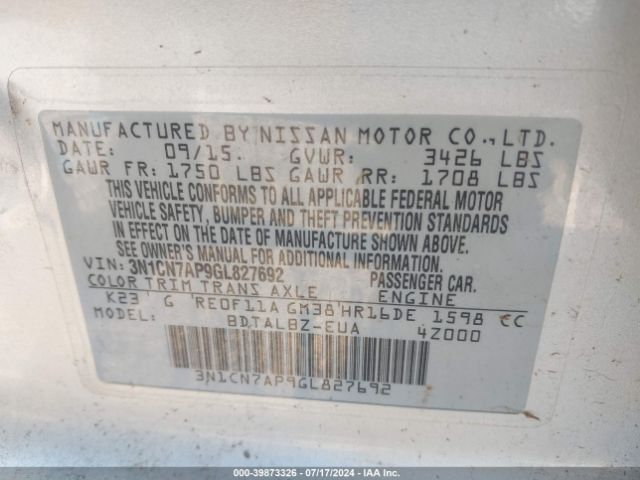 MANUFACTURED BY NISSAN MOTOR CO., LTD.
DATE: 09/15. GVWR: 3426 LBS
GAWR FR: 1750 LBS GAWR RR: 1708 LBS
THIS VEHICLE CONFORMS TO ALL APPLICABLE FEDERAL MOTOR
VEHICLE SAFETY, BUMPER AND THEFT PREVENTION STANDARDS
IN EFFECT ON THE DATE OF MANUFACTURE SHOWN ABOVE.
SEE OWNER'S MANUAL FOR ADDITIONAL INFORMATION.
VIN: 3N1CN7AP9GL827692 PASSENGER CAR.
COLOR TRIM TRANS AXLE ENGINE
K23 G 'RE0F11A GM38'HR16DE 1598 CC
MODEL: BDTALBZ-EUA 4Z000
3N1CN7AP9GL827692
000-39873326 - 07/17/2024 - IAA Inc.